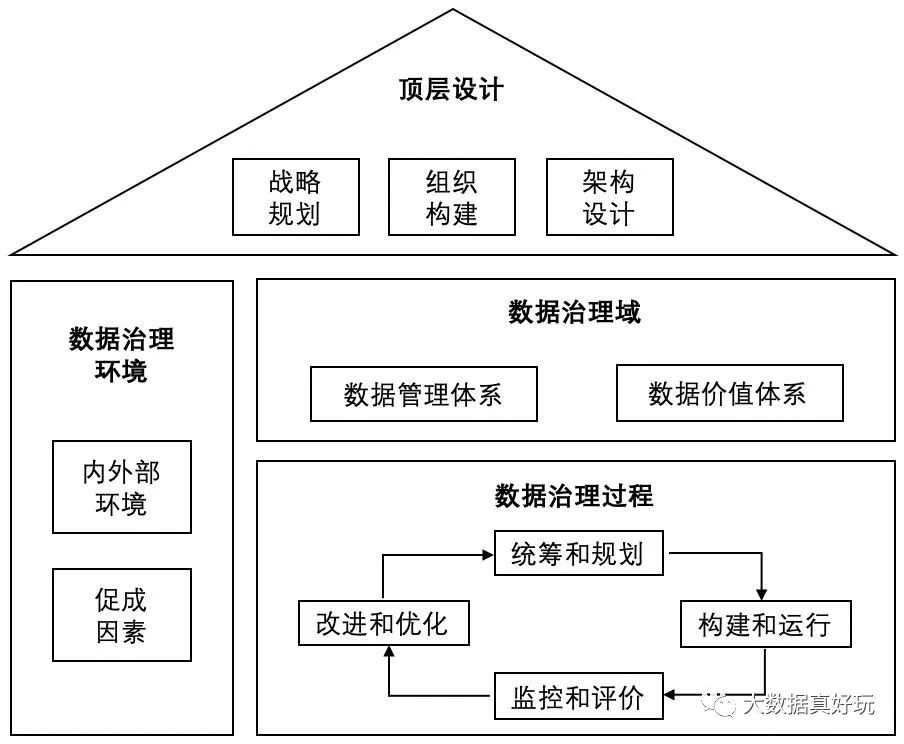 顶层设计
战略
规划
组织
构建
架构
设计
数据治理
环境
内外部
环境
促成
因素
数据治理域
数据管理体系
数据价值体系
数据治理过程
统筹和规划
改进和优化
构建和运行
监控和评价
大数据真好玩